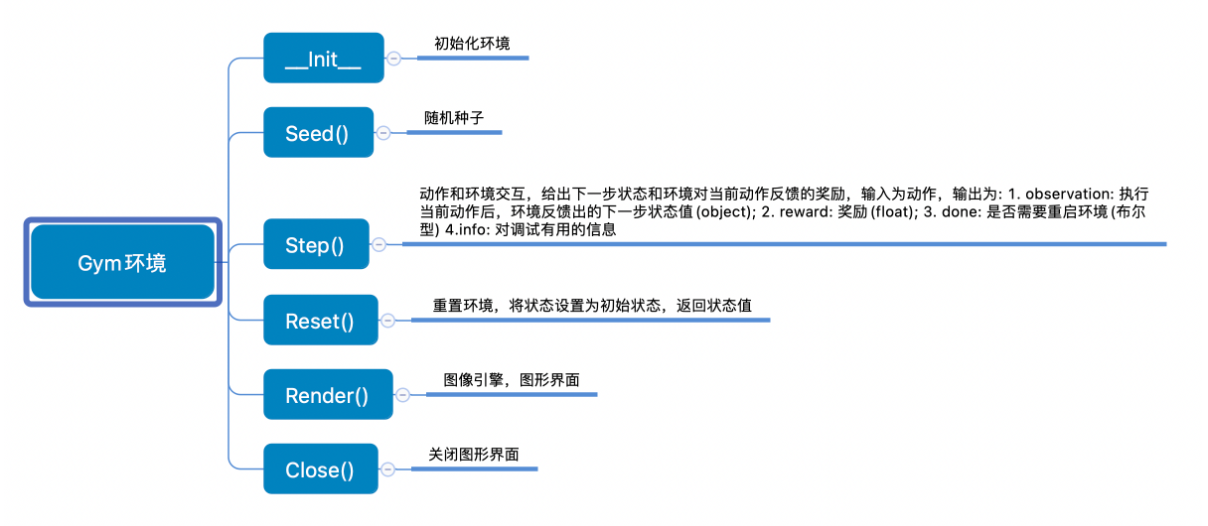 __Init__
初始化环境
Seed()
随机种子
动作和环境交互，给出下一步状态和环境对当前动作反馈的奖励，输入为动作，输出为: 1. observation: 执行
当前动作后，环境反馈出的下一步状态值 (object); 2. reward: 奖励 (float); 3. done: 是否需要重启环境 (布尔
型) 4.info: 对调试有用的信息
Step()
Gym环境
Reset()
重置环境，将状态设置为初始状态，返回状态值
Render()
图像引擎，图形界面
Close()
关闭图形界面